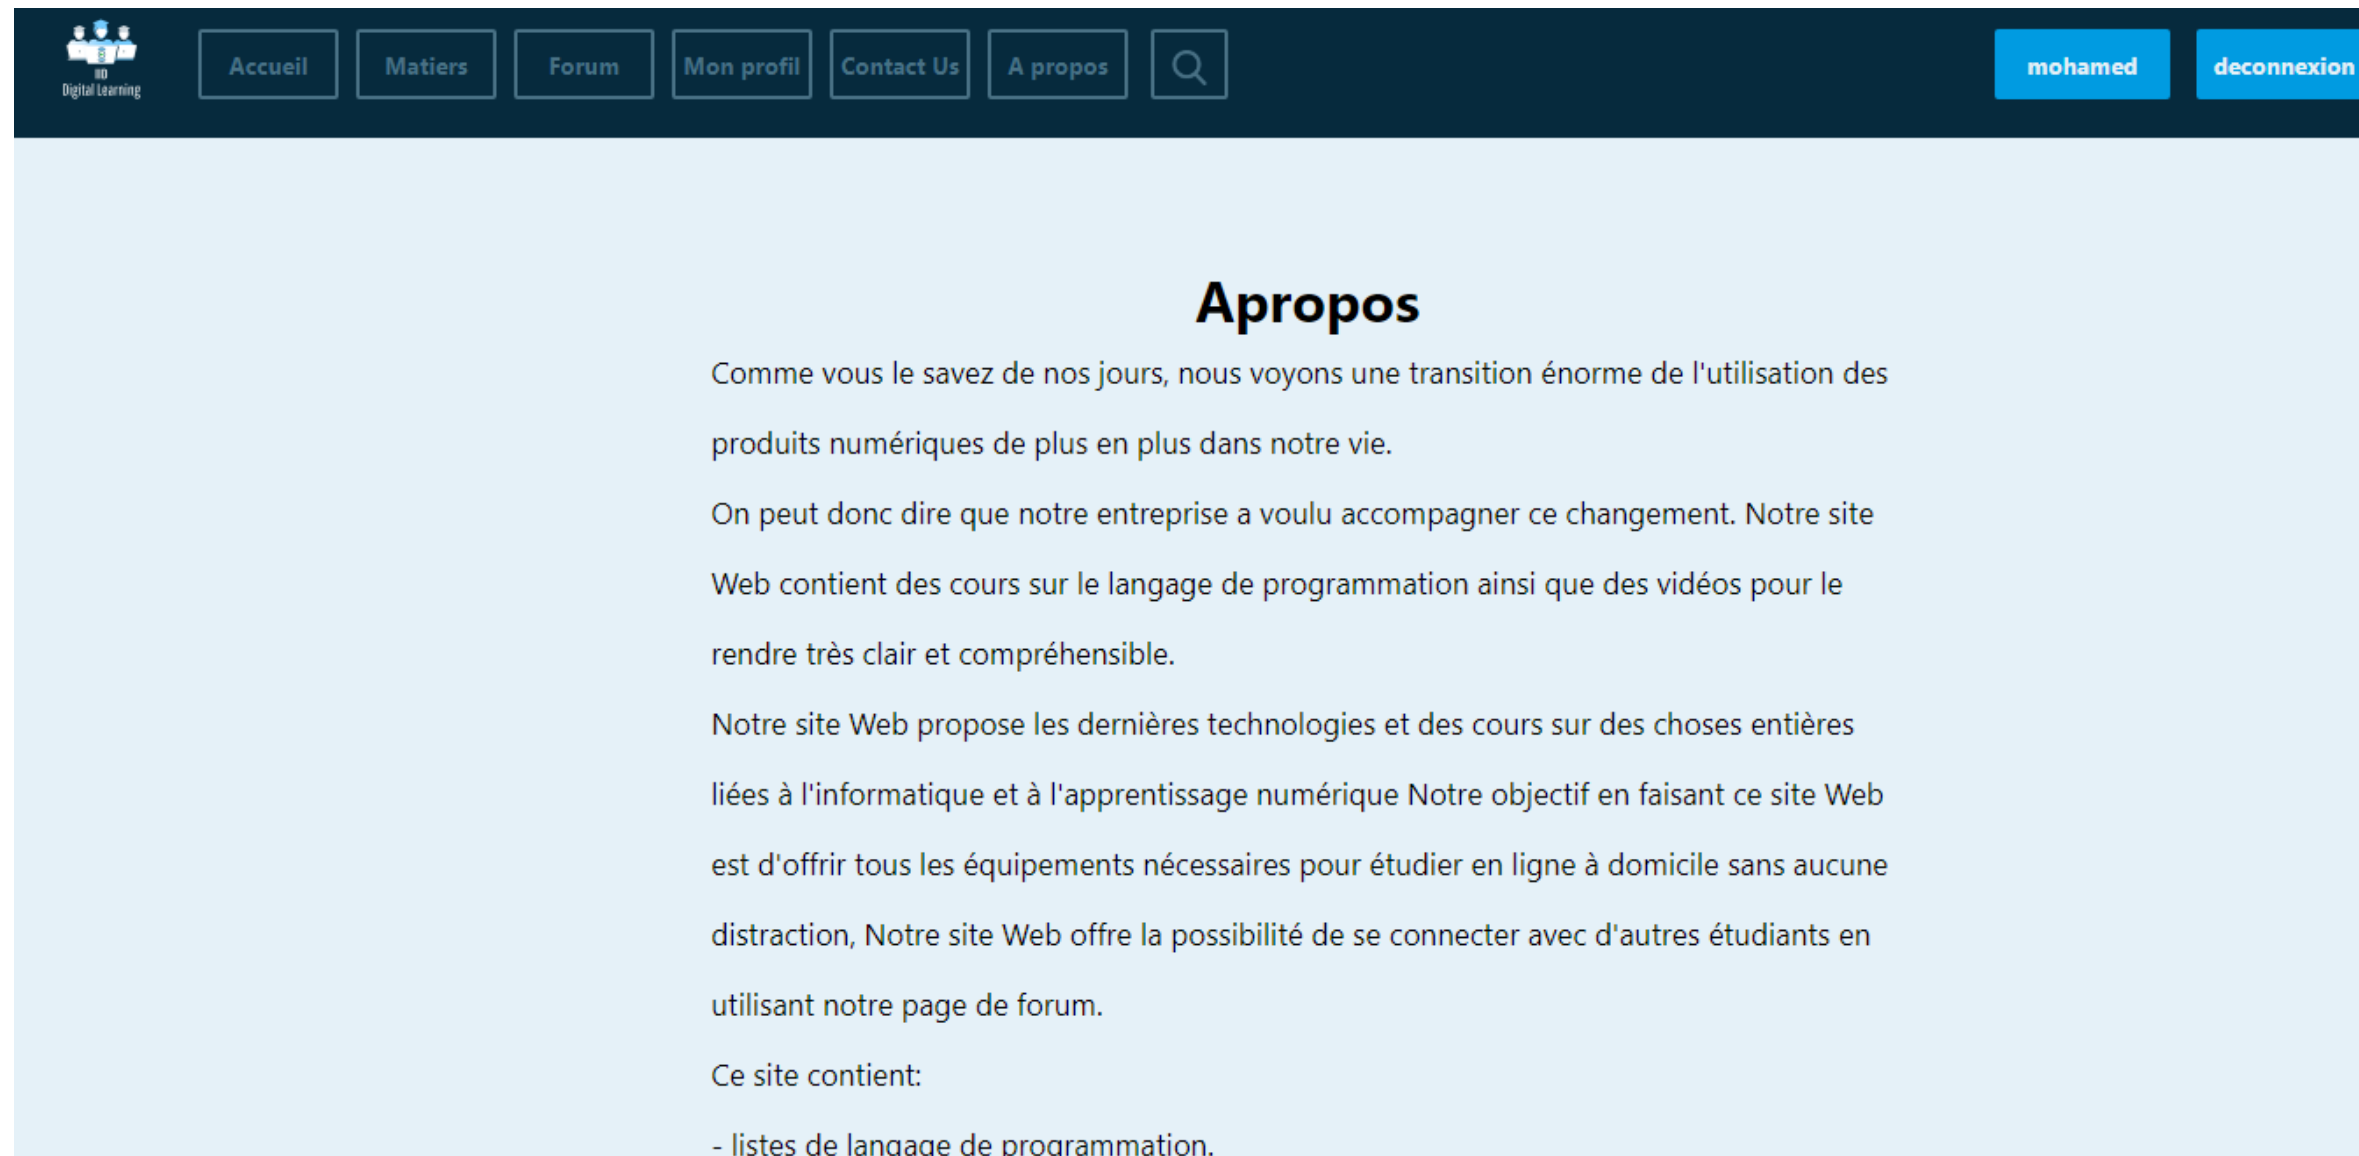 IID
Digital Learning
Accueil
Matiers
Forum
Mon profil
Contact Us
A propos
mohamed
deconnexion
Apropos
Comme vous le savez de nos jours, nous voyons une transition énorme de l'utilisation des
produits numériques de plus en plus dans notre vie.
On peut donc dire que notre entreprise a voulu accompagner ce changement. Notre site
Web contient des cours sur le langage de programmation ainsi que des vidéos pour le
rendre très clair et compréhensible.
Notre site Web propose les dernières technologies et des cours sur des choses entières
liées à l'informatique et à l'apprentissage numérique Notre objectif en faisant ce site Web
est d'offrir tous les équipements nécessaires pour étudier en ligne à domicile sans aucune
distraction, Notre site Web offre la possibilité de se connecter avec d'autres étudiants en
utilisant notre page de forum.
Ce site contient:
- listes de langage de programmation.